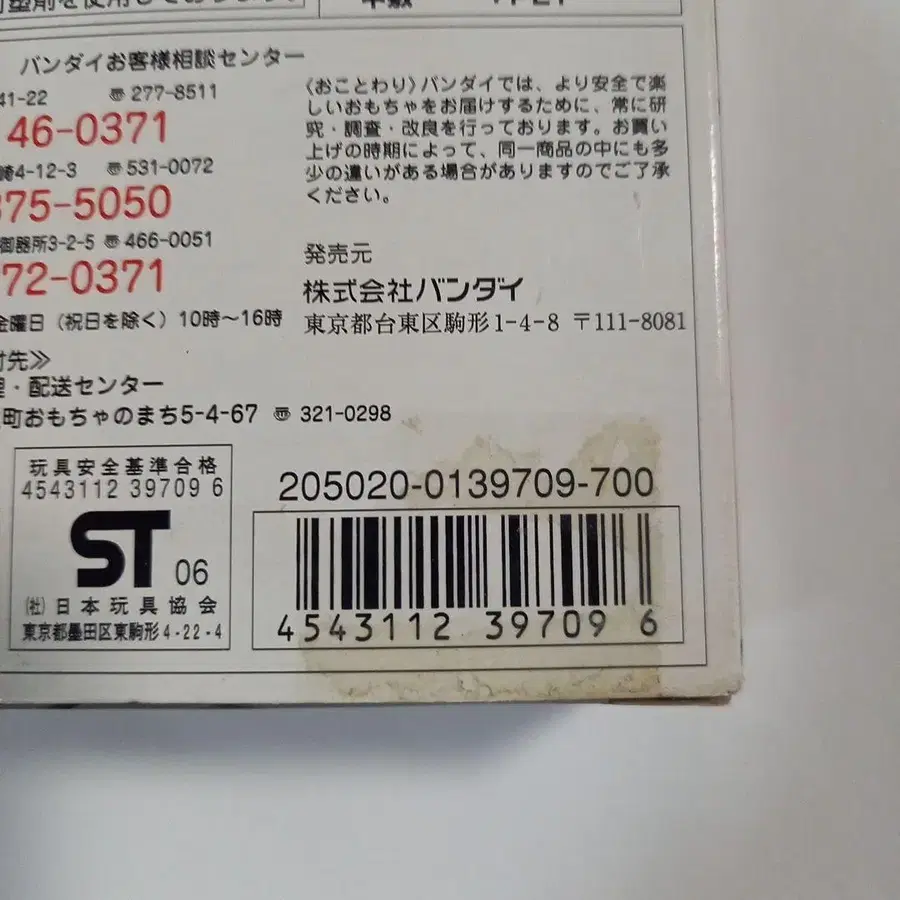 バンダイお客様相談センター
41-22 〠277-8511
46-0371
崎4-12-3 〠531-0072
375-5050
御器所3-2-5 〠466-0051
72-0371
金曜日（祝日を除く）10時〜16時
付先≫
理・配送センター
町おもちゃのまち5-4-67 〠 321-0298
〈おことわり〉バンダイでは、より安全で楽
しいおもちゃをお届けするために、常に研
究・調査・改良を行っております。お買い
上げの時期によって、同一商品の中にも多
少の違いがある場合がありますのでご了承
ください。
発売元
株式会社バンダイ
東京都台東区駒形1-4-8 〒111-8081
玩具安全基準合格
4543112 39709 6
ST 06
(社)日本玩具協会
東京都墨田区東駒形4-22-4
205020-0139709-700
4543112 39709 6